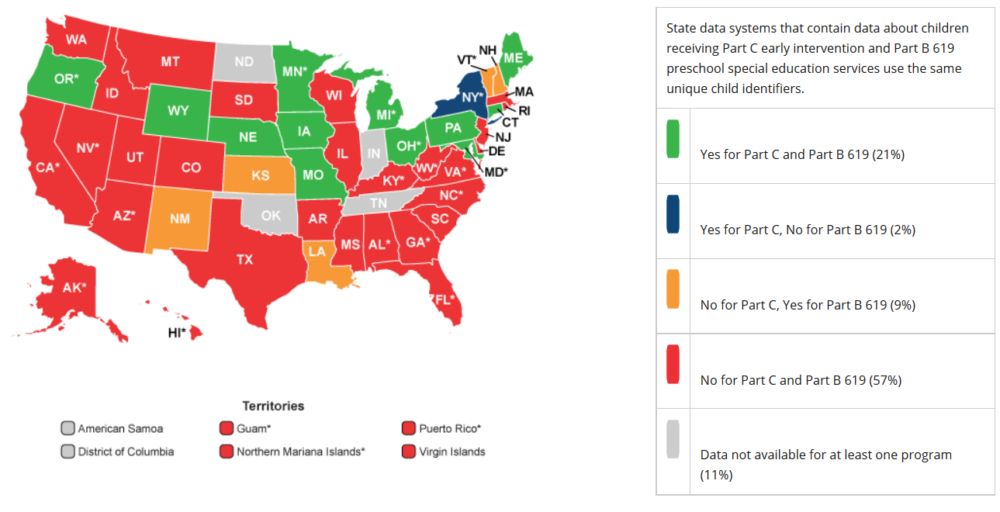 WA
MT
ND
MN*
OR*
ID
WY
SD
WI
MI*
NY*
VT*
NH
ME
MA
RI
CT
NJ
DE
MD*
PA
NV*
UT
CO
NE
IA
IL
IN
OH*
CA*
KS
MO
KY*
WV*
VA*
AZ*
NM
OK
AR
TN
NC*
SC
TX
LA
MS
AL*
GA*
FL*
AK*
HI*
Territories
American Samoa
Guam*
Puerto Rico*
District of Columbia
Northern Mariana Islands*
Virgin Islands
State data systems that contain data about children
receiving Part C early intervention and Part B 619
preschool special education services use the same
unique child identifiers.
Yes for Part C and Part B 619 (21%)
Yes for Part C, No for Part B 619 (2%)
No for Part C, Yes for Part B 619 (9%)
No for Part C and Part B 619 (57%)
Data not available for at least one program
(11%)